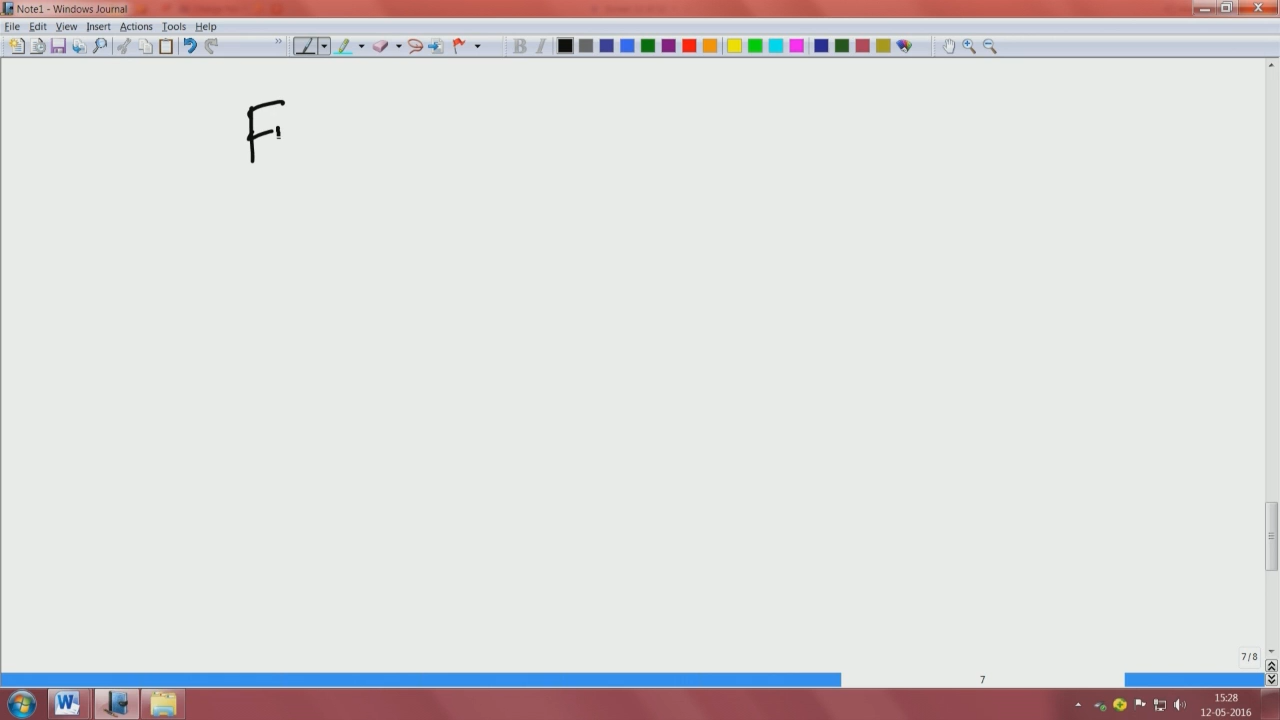 Note1 - Windows Journal
File Edit View Insert Actions Tools Help
B I
F
7/8
7
W
15:28
12-05-2016